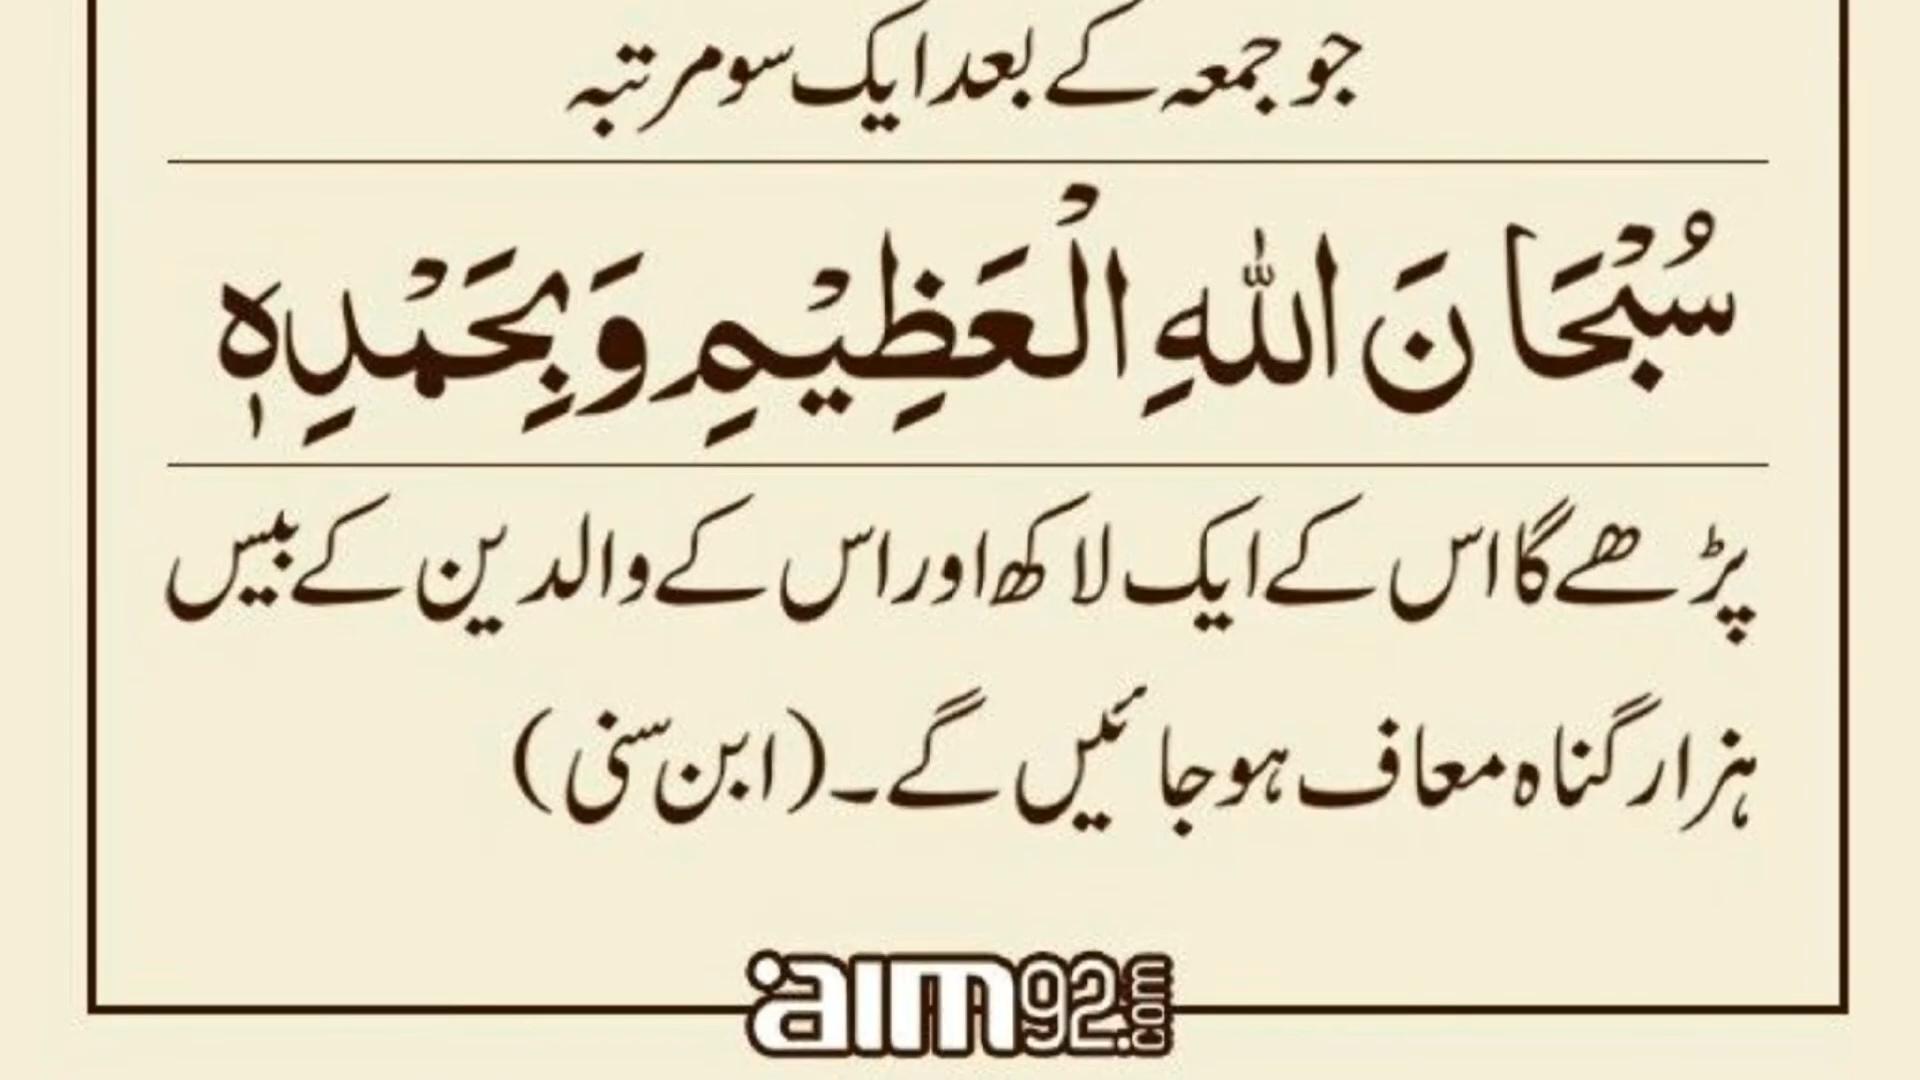 جو جمعہ کے بعد ایک سو مرتبہ
سُبْحَانَ اللّٰهِ الْعَظِيْمِ وَبِحَمْدِهٖ
پڑھے گا اس کے ایک لاکھ اور اس کے والدین کے بیس
ہزار گناہ معاف ہو جائیں گے۔ (ابن سنی)
aim92.com